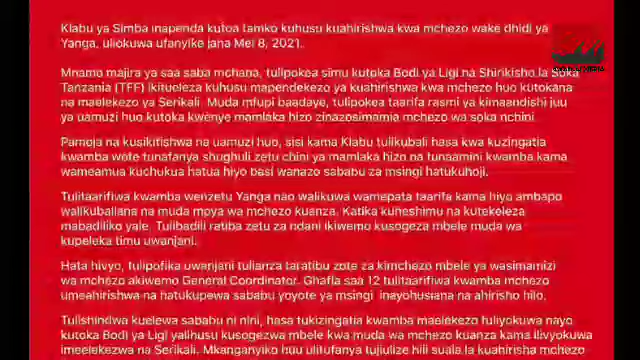 Klabu ya Simba inapenda kutoa tamko kuhusu kuahirishwa kwa mchezo wake dhidi ya
Yanga, uliokuwa ufanyike jana Mei 8, 2021.
Mnamo majira ya saa saba mchana, tulipokea simu kutoka Bodi ya Ligi na Shirikisho la Soka
Tanzania (TFF) ikitueleza kuhusu mapendekezo ya kuahirishwa kwa mchezo huo kutokana
na maelekezo ya Serikali. Muda mfupi baadaye, tulipokea taarifa rasmi ya kimaandishi juu
ya uamuzi huo kutoka kwenye mamlaka hizo zinazosimamia mchezo wa soka nchini.
Pamoja na kusikitishwa na uamuzi huo, sisi kama Klabu tulikubali hasa kwa kuzingatia
kwamba wote tunafanya shughuli zetu chini ya mamlaka hizo na tunaamini kwamba kama
wameamua kuchukua hatua hiyo basi wanazo sababu za msingi hatukuhoji.
Tulitaarifiwa kwamba wenzetu Yanga nao walikuwa wamepata taarifa kama hiyo ambapo
walikubaliana na muda mpya wa mchezo kuanza. Katika kuheshimu na kutekeleza
mabadiliko yale. Tulibadili ratiba zetu za ndani ikiwemo kusogeza mbele muda wa
kupeleka timu uwanjani.
Hata hivyo, tulipofika uwanjani tulianza taratibu zote za kimchezo mbele ya wasimamizi
wa mchezo akiwemo General Coordinator. Ghafla saa 12 tulitaarifiwa kwamba mchezo
umeahirishwa na hatukupewa sababu yoyote ya msingi inayohusiana na ahirisho hilo.
Tulishindwa kuelewa sababu ni nini, hasa tukizingatia kwamba maelekezo tuliyokuwa nayo
kutoka Bodi ya Ligi yalihusu kusogezwa mbele kwa muda wa mchezo kuanza kama ilivyokuwa
imeelekezwa na Serikali. Mkanganyiko huu ulitufanya tujiulize hili suala la kuahirisha mchezo